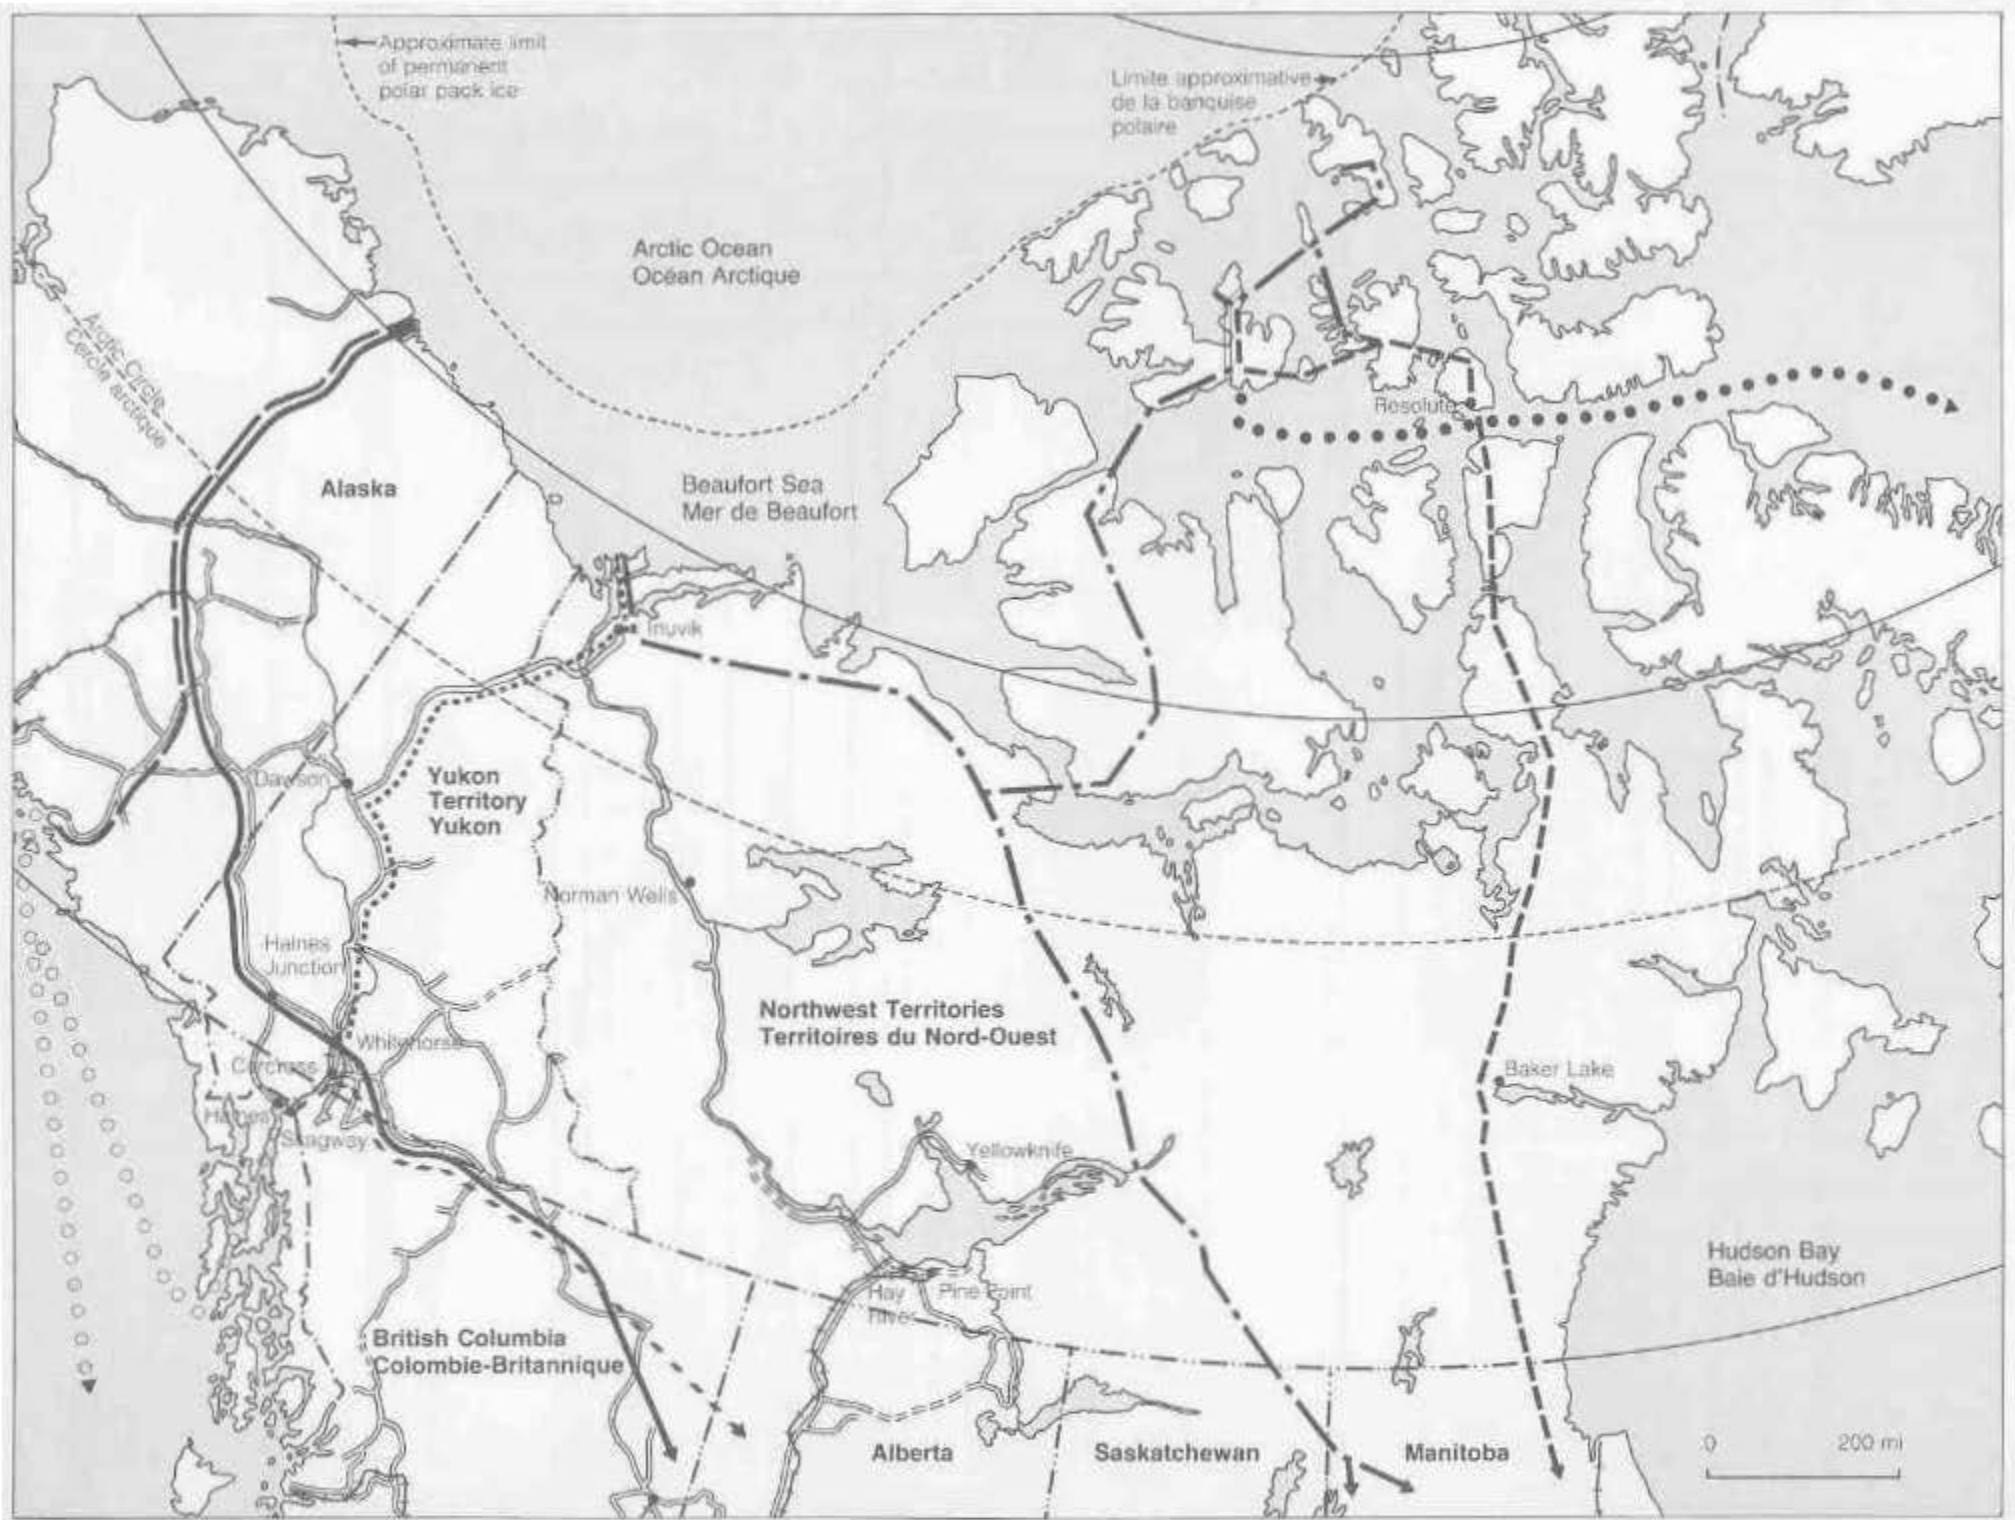 Approximate limit
of permanent
polar pack ice
Limite approximative
de la banquise
polaire
Arctic Ocean
Océan Arctique
Arctic Circle
Cercle arctique
Resolute
Alaska
Beaufort Sea
Mer de Beaufort
Inuvik
Dawson
Yukon
Territory
Yukon
Norman Wells
Haines
Junction
Northwest Territories
Territoires du Nord-Ouest
Whitehorse
Carcross
Baker Lake
Haines
Skagway
Yellowknife
Hudson Bay
Baie d'Hudson
Hay
River
Pine Point
British Columbia
Colombie-Britannique
Alberta
Saskatchewan
Manitoba
0 200 mi